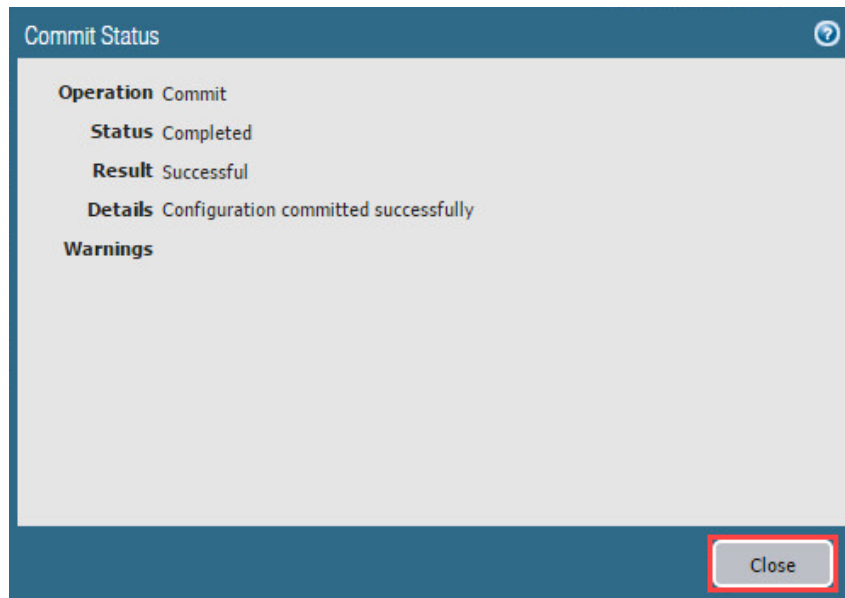 Commit Status
?
Operation Commit
Status Completed
Result Successful
Details Configuration committed successfully
Warnings
Close